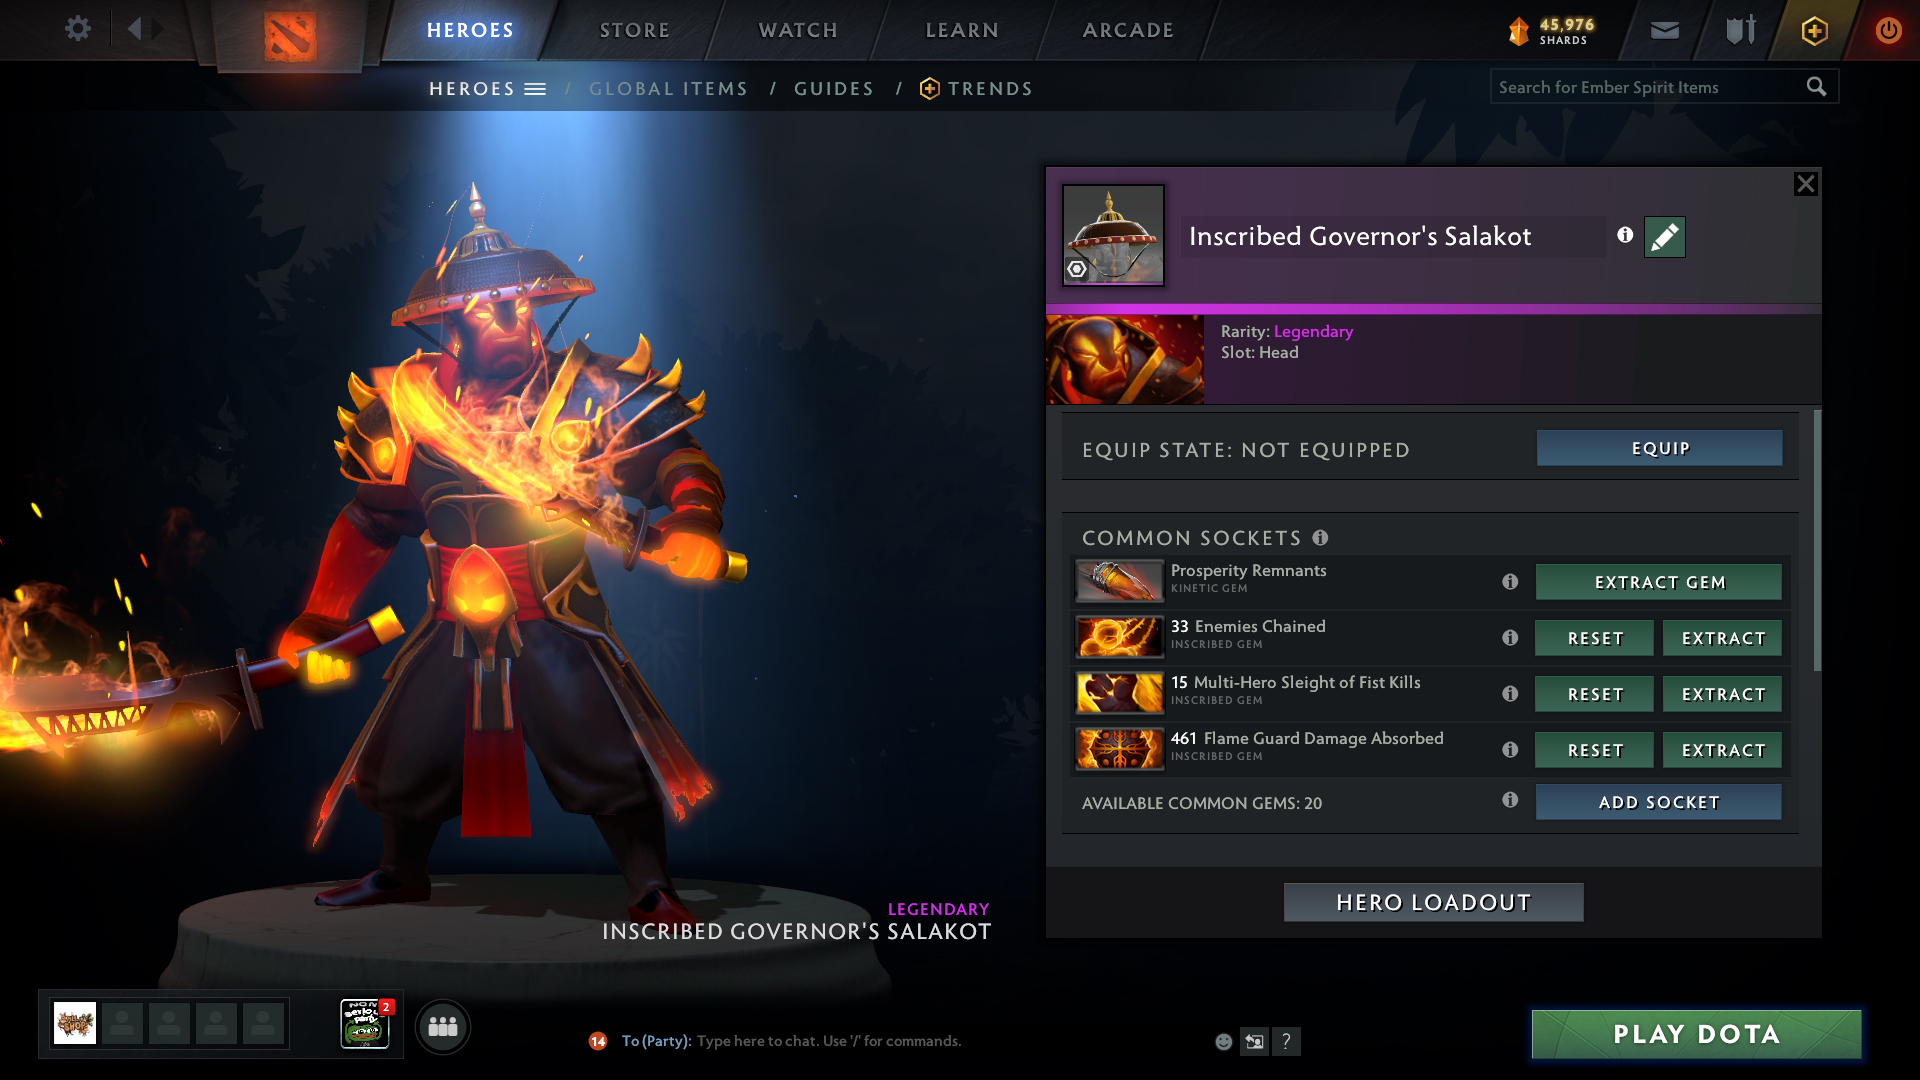 HEROES
STORE
WATCH
LEARN
ARCADE
45,976
SHARDS
HEROES / GLOBAL ITEMS / GUIDES / TRENDS
Search for Ember Spirit Items
Inscribed Governor's Salakot
Rarity: Legendary
Slot: Head
EQUIP STATE: NOT EQUIPPED
EQUIP
COMMON SOCKETS
Prosperity Remnants
KINETIC GEM
EXTRACT GEM
33 Enemies Chained
INSCRIBED GEM
RESET
EXTRACT
15 Multi-Hero Sleight of Fist Kills
INSCRIBED GEM
RESET
EXTRACT
461 Flame Guard Damage Absorbed
INSCRIBED GEM
RESET
EXTRACT
AVAILABLE COMMON GEMS: 20
ADD SOCKET
HERO LOADOUT
LEGENDARY
INSCRIBED GOVERNOR'S SALAKOT
2
14
To (Party): Type here to chat. Use '/' for commands.
?
PLAY DOTA